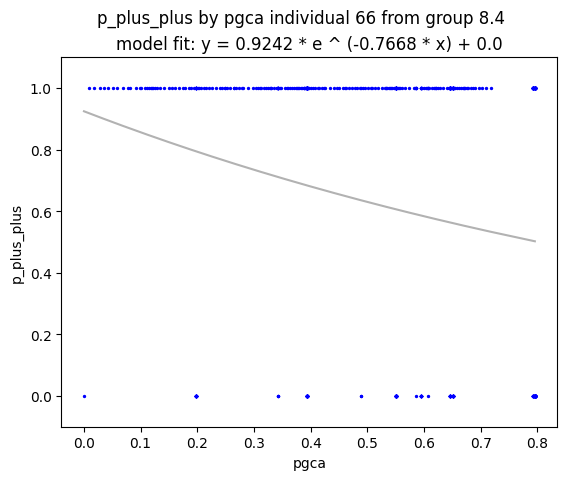 p_plus_plus by pgca individual 66 from group 8.4
model fit: y = 0.9242 * e ^ (-0.7668 * x) + 0.0
1.0
0.8
0.6
0.4
0.2
0.0
p_plus_plus
0.0 0.1 0.2 0.3 0.4 0.5 0.6 0.7 0.8
pgca